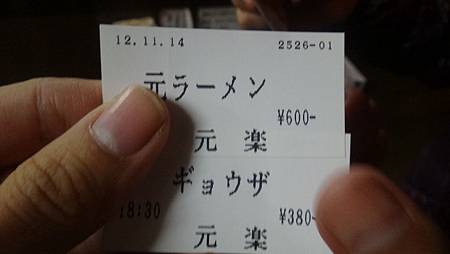 12.11.14 2526-01
元ラーメン
¥600-
元 楽
ギョウザ
18:30 ¥380-
元 楽